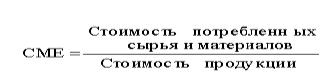 Стоимость потребленн ых
сырья и материалов
СМЕ =
Стоимость продукции